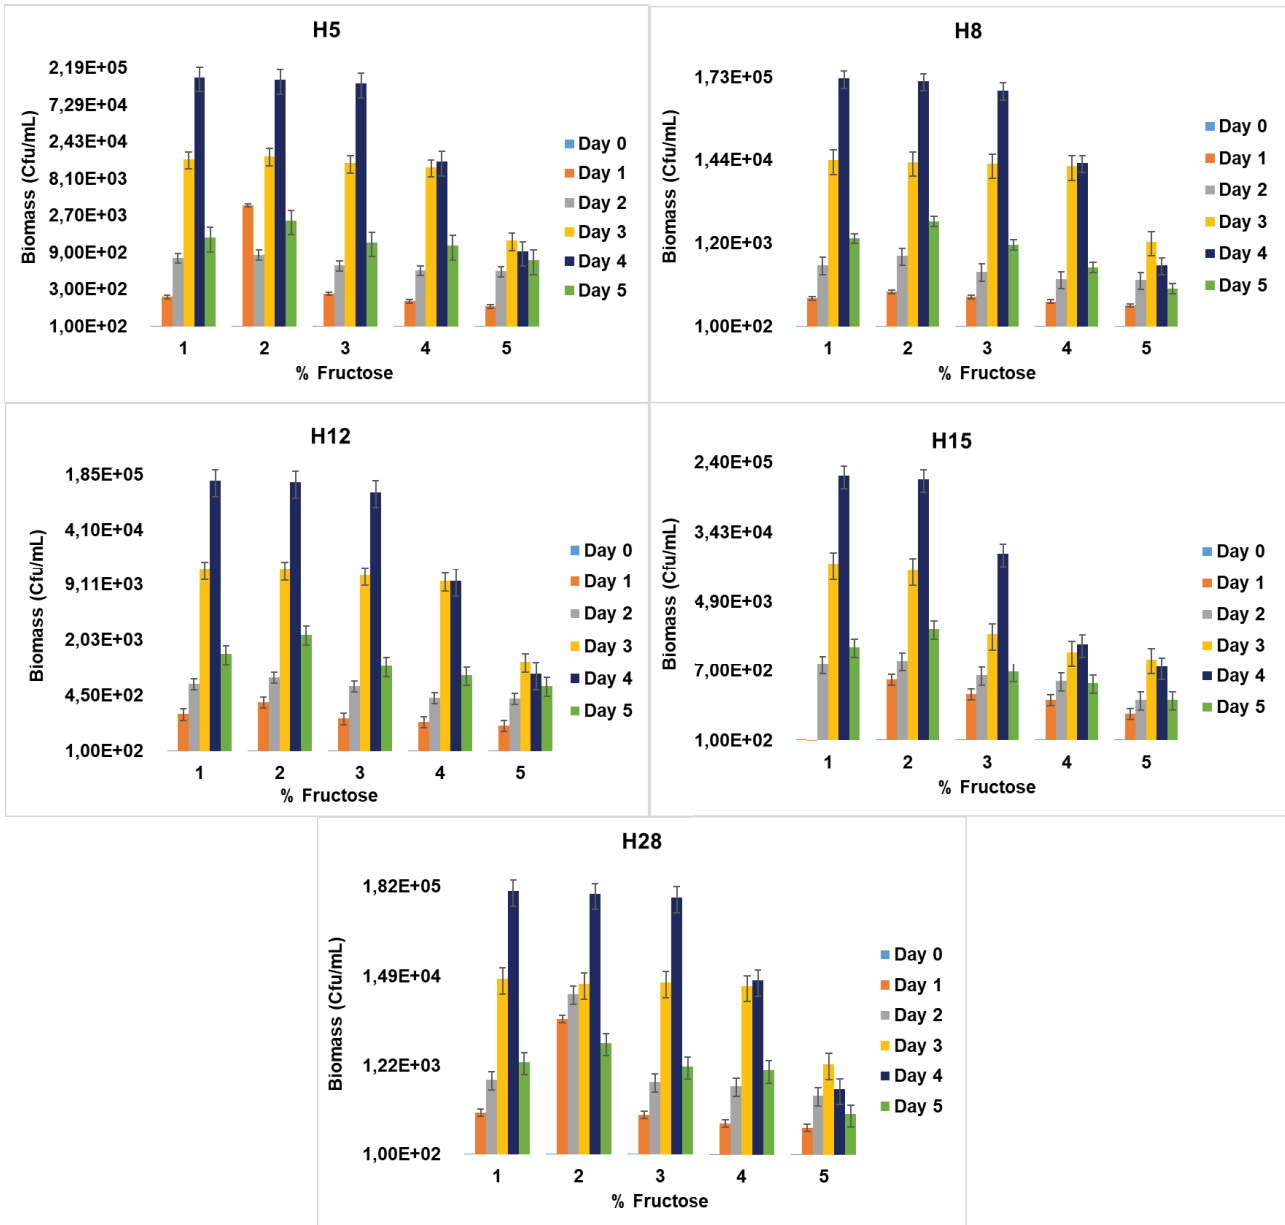 H5
Biomass (Cfu/mL)
2,19E+05
7,29E+04
2,43E+04
8,10E+03
2,70E+03
9,00E+02
3,00E+02
1,00E+02
1 2 3 4 5
% Fructose
Day 0
Day 1
Day 2
Day 3
Day 4
Day 5
H8
Biomass (Cfu/mL)
1,73E+05
1,44E+04
1,20E+03
1,00E+02
1 2 3 4 5
% Fructose
Day 0
Day 1
Day 2
Day 3
Day 4
Day 5
H12
Biomass (Cfu/mL)
1,85E+05
4,10E+04
9,11E+03
2,03E+03
4,50E+02
1,00E+02
1 2 3 4 5
% Fructose
Day 0
Day 1
Day 2
Day 3
Day 4
Day 5
H15
Biomass (Cfu/mL)
2,40E+05
3,43E+04
4,90E+03
7,00E+02
1,00E+02
1 2 3 4 5
% Fructose
Day 0
Day 1
Day 2
Day 3
Day 4
Day 5
H28
Biomass (Cfu/mL)
1,82E+05
1,49E+04
1,22E+03
1,00E+02
1 2 3 4 5
% Fructose
Day 0
Day 1
Day 2
Day 3
Day 4
Day 5